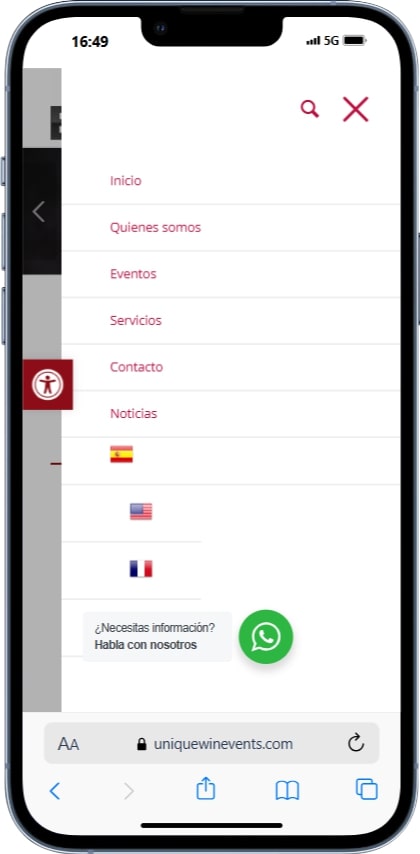 16:49
5G
Inicio
Quienes somos
Eventos
Servicios
Contacto
Noticias
¿Necesitas información?
Habla con nosotros
AA
uniquewinevents.com